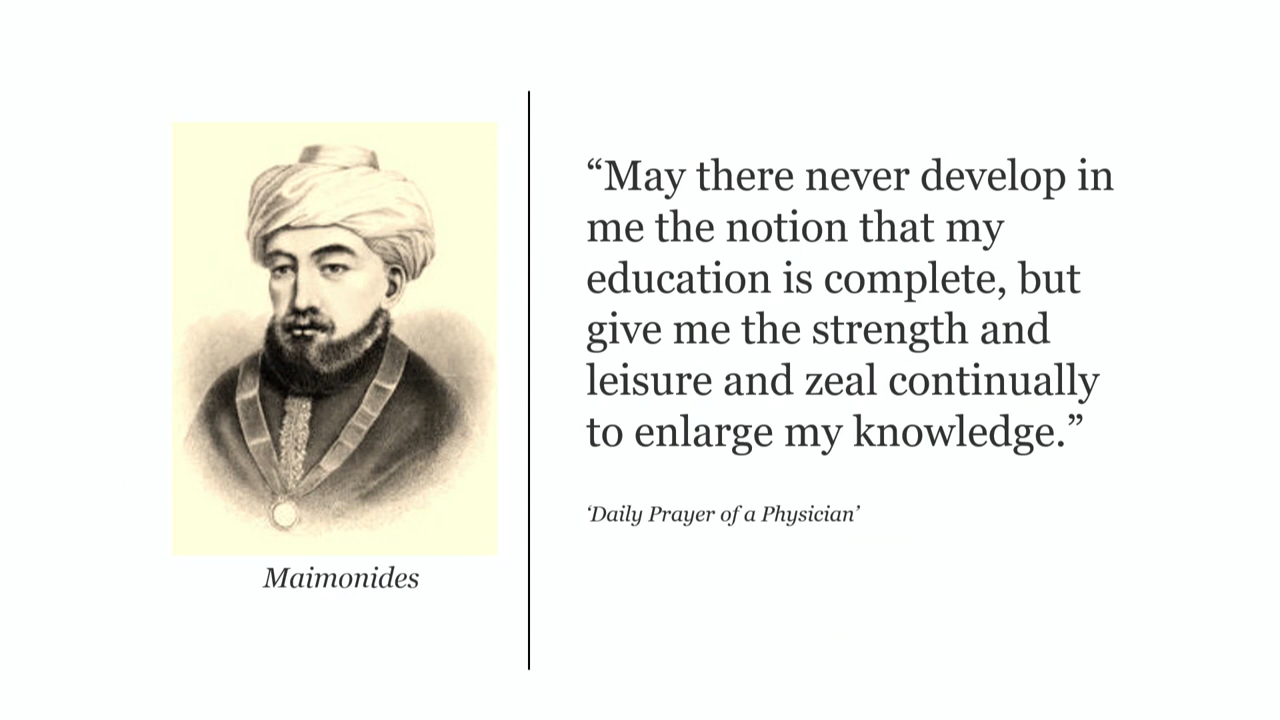 “May there never develop in
me the notion that my
education is complete, but
give me the strength and
leisure and zeal continually
to enlarge my knowledge.”
‘Daily Prayer of a Physician’
Maimonides